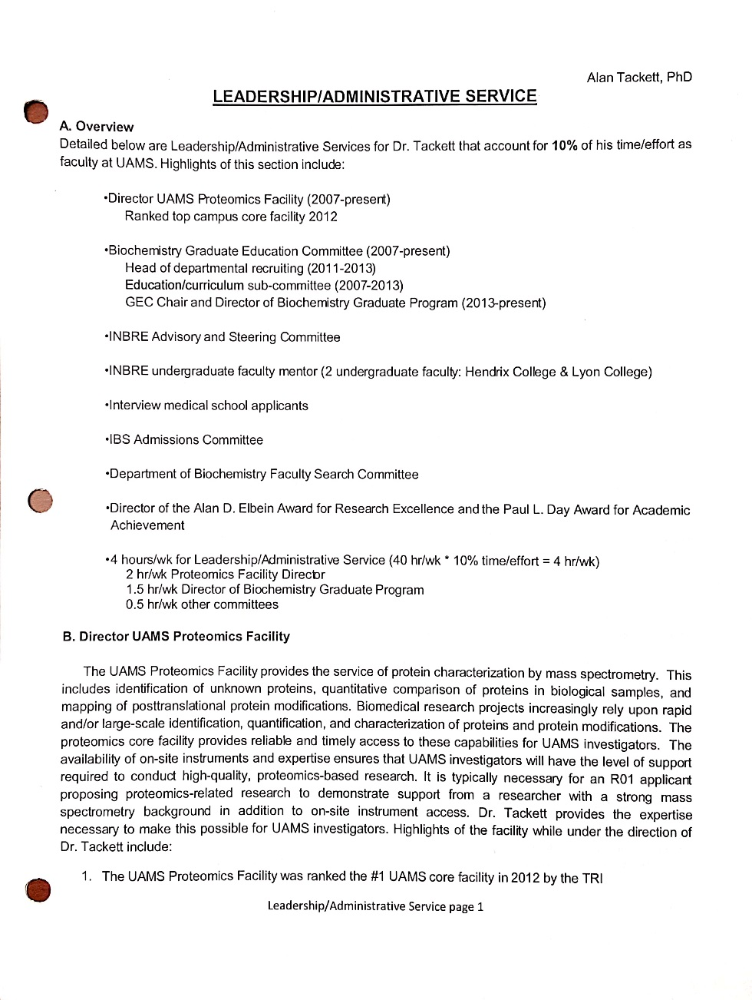 Alan Tackett, PhD
LEADERSHIP/ADMINISTRATIVE SERVICE
A. Overview
Detailed below are Leadership/Administrative Services for Dr. Tackett that account for 10% of his time/effort as
faculty at UAMS. Highlights of this section include:
•Director UAMS Proteomics Facility (2007-present)
Ranked top campus core facility 2012
•Biochemistry Graduate Education Committee (2007-present)
Head of departmental recruiting (2011-2013)
Education/curriculum sub-committee (2007-2013)
GEC Chair and Director of Biochemistry Graduate Program (2013-present)
•INBRE Advisory and Steering Committee
•INBRE undergraduate faculty mentor (2 undergraduate faculty: Hendrix College & Lyon College)
•Interview medical school applicants
•IBS Admissions Committee
•Department of Biochemistry Faculty Search Committee
•Director of the Alan D. Elbein Award for Research Excellence and the Paul L. Day Award for Academic
Achievement
•4 hours/wk for Leadership/Administrative Service (40 hr/wk * 10% time/effort = 4 hr/wk)
2 hr/wk Proteomics Facility Director
1.5 hr/wk Director of Biochemistry Graduate Program
0.5 hr/wk other committees
B. Director UAMS Proteomics Facility
The UAMS Proteomics Facility provides the service of protein characterization by mass spectrometry. This
includes identification of unknown proteins, quantitative comparison of proteins in biological samples, and
mapping of posttranslational protein modifications. Biomedical research projects increasingly rely upon rapid
and/or large-scale identification, quantification, and characterization of proteins and protein modifications. The
proteomics core facility provides reliable and timely access to these capabilities for UAMS investigators. The
availability of on-site instruments and expertise ensures that UAMS investigators will have the level of support
required to conduct high-quality, proteomics-based research. It is typically necessary for an R01 applicant
proposing proteomics-related research to demonstrate support from a researcher with a strong mass
spectrometry background in addition to on-site instrument access. Dr. Tackett provides the expertise
necessary to make this possible for UAMS investigators. Highlights of the facility while under the direction of
Dr. Tackett include:
1. The UAMS Proteomics Facility was ranked the #1 UAMS core facility in 2012 by the TRI
Leadership/Administrative Service page 1